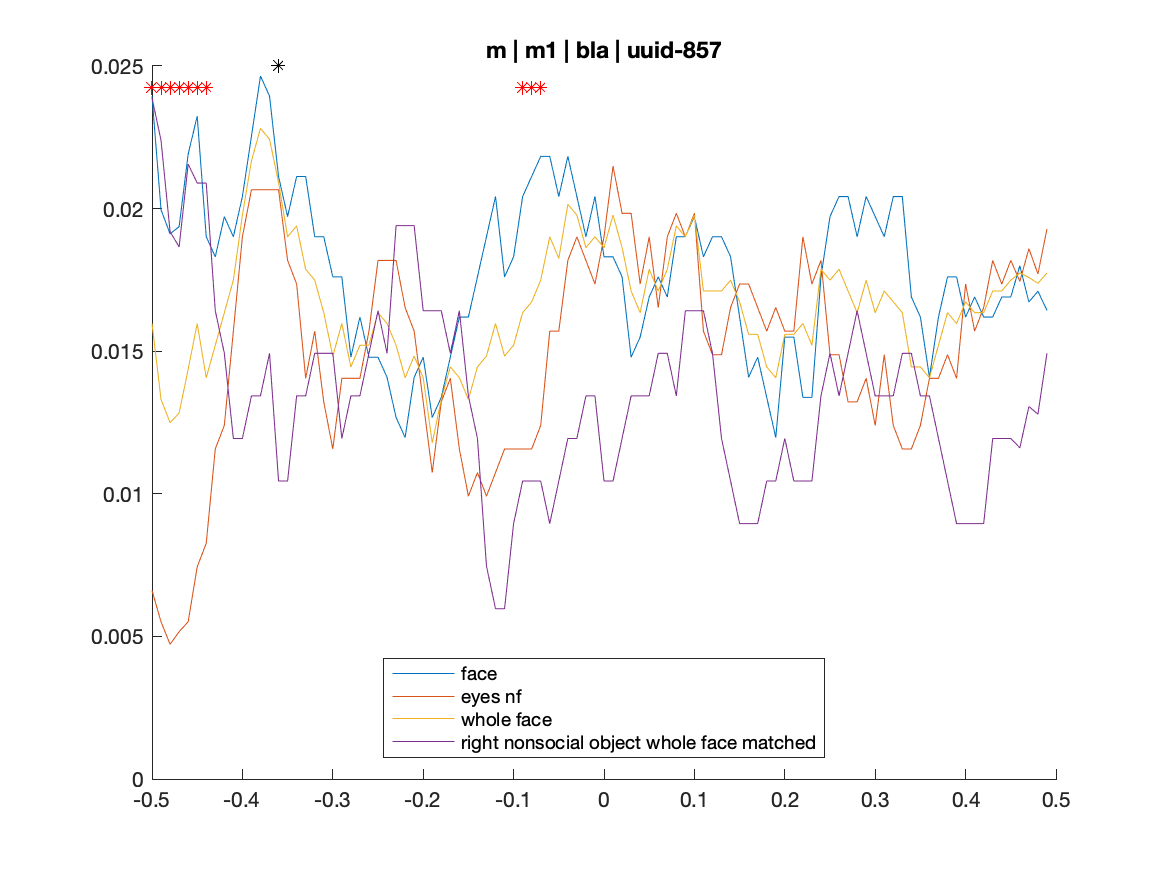 m | m1 | bla | uuid-857
0.025
0.02
0.015
0.01
0.005
0
-0.5 -0.4 -0.3 -0.2 -0.1 0 0.1 0.2 0.3 0.4 0.5
face
eyes nf
whole face
right nonsocial object whole face matched